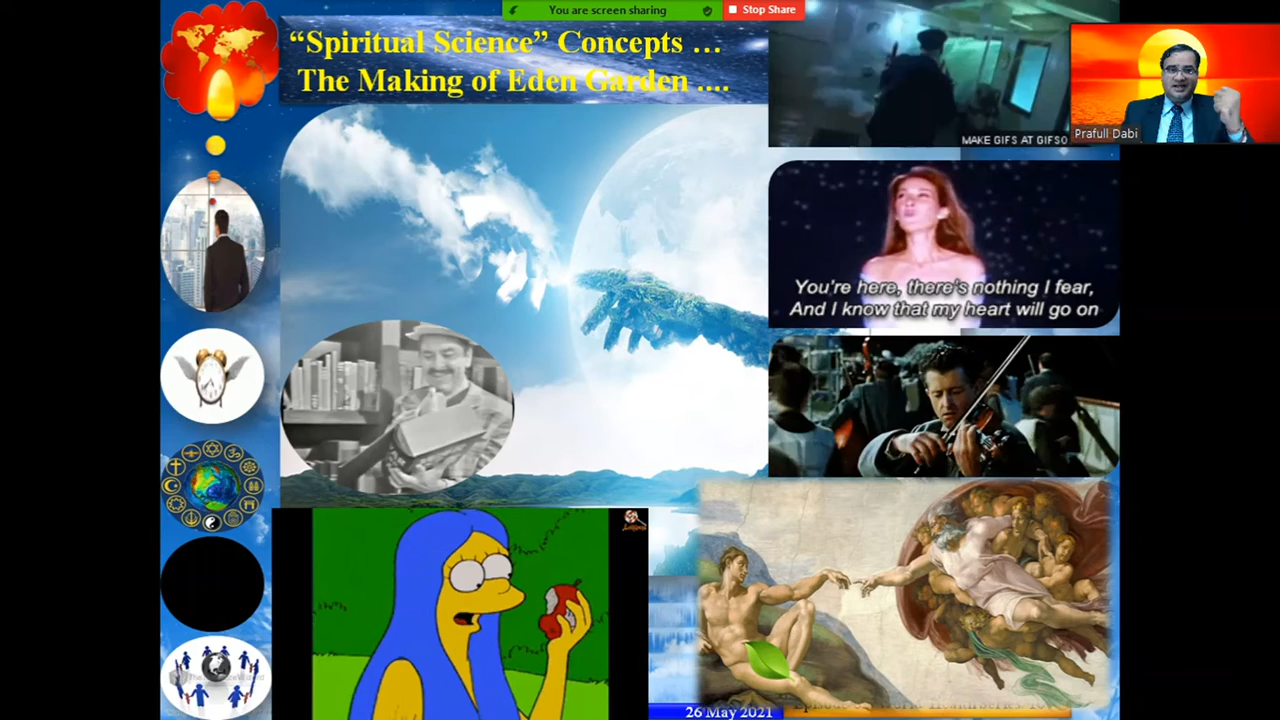 You are screen sharing
Stop Share
“Spiritual Science” Concepts …
The Making of Eden Garden ....
MAKE GIFS AT GIFSO
Prafull Dabi
You're here, there's nothing I fear,
And I know that my heart will go on
26 May 2021